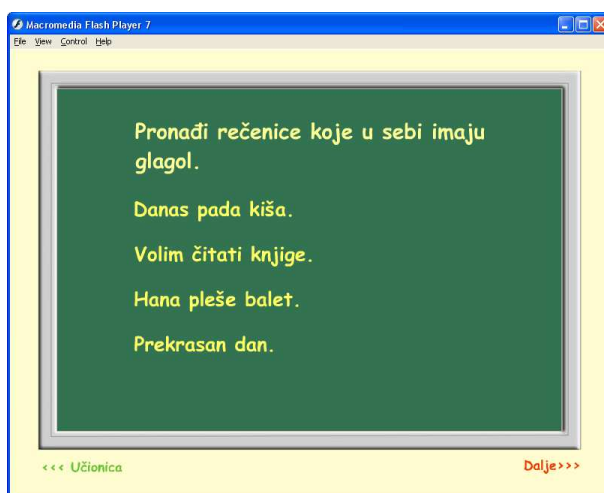 Macromedia Flash Player 7
File View Control Help
Pronađi rečenice koje u sebi imaju
glagol.
Danas pada kiša.
Volim čitati knjige.
Hana pleše balet.
Prekrasan dan.
<<< Učionica
Dalje>>>